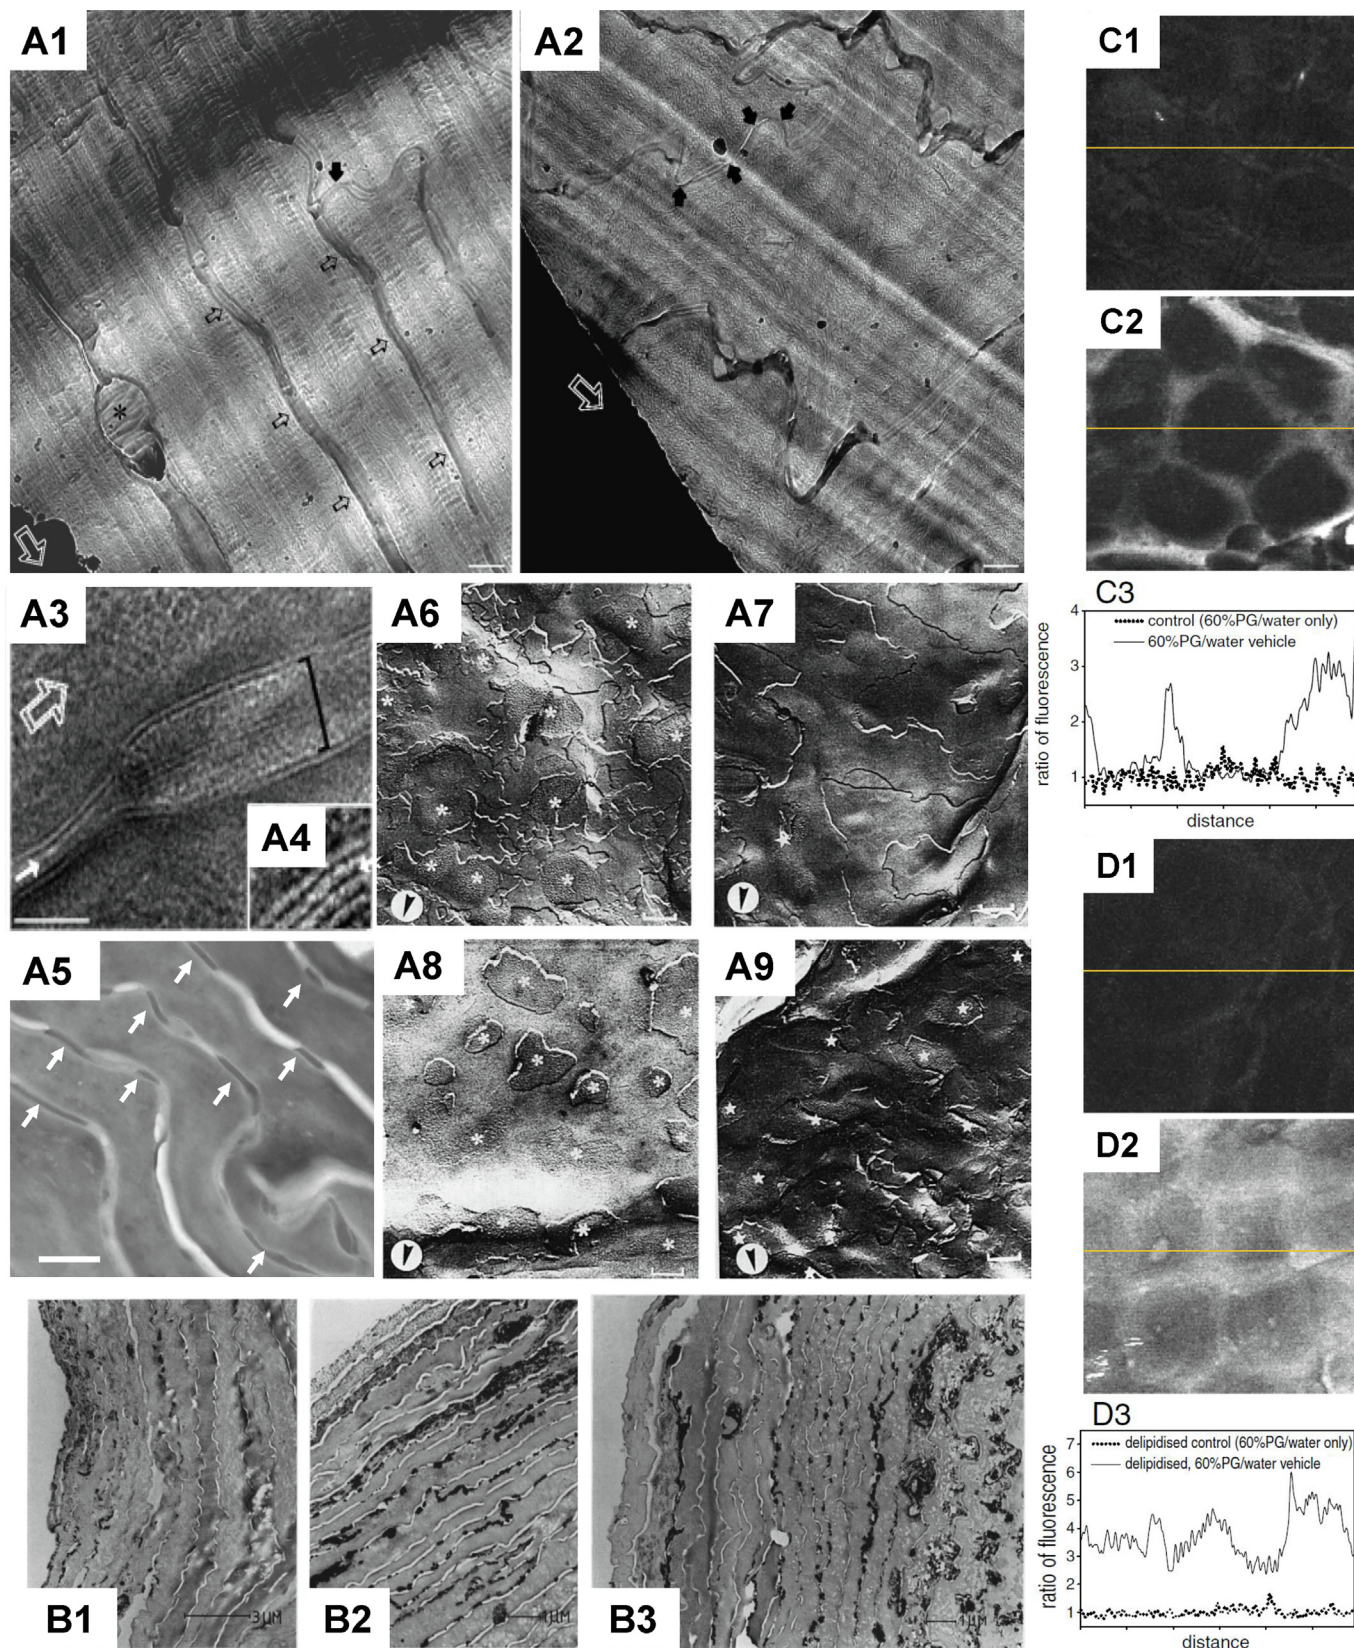 A1
A2
C1
C2
A3
A4
A6
A7
C3
4
3
2
1
ratio of fluorescence
control (60%PG/water only)
60%PG/water vehicle
distance
D1
A5
A8
A9
D2
B1
3µM
B2
1µM
B3
1µM
D3
7
6
5
4
3
2
1
ratio of fluorescence
delipidised control (60%PG/water only)
delipidised, 60%PG/water vehicle
distance